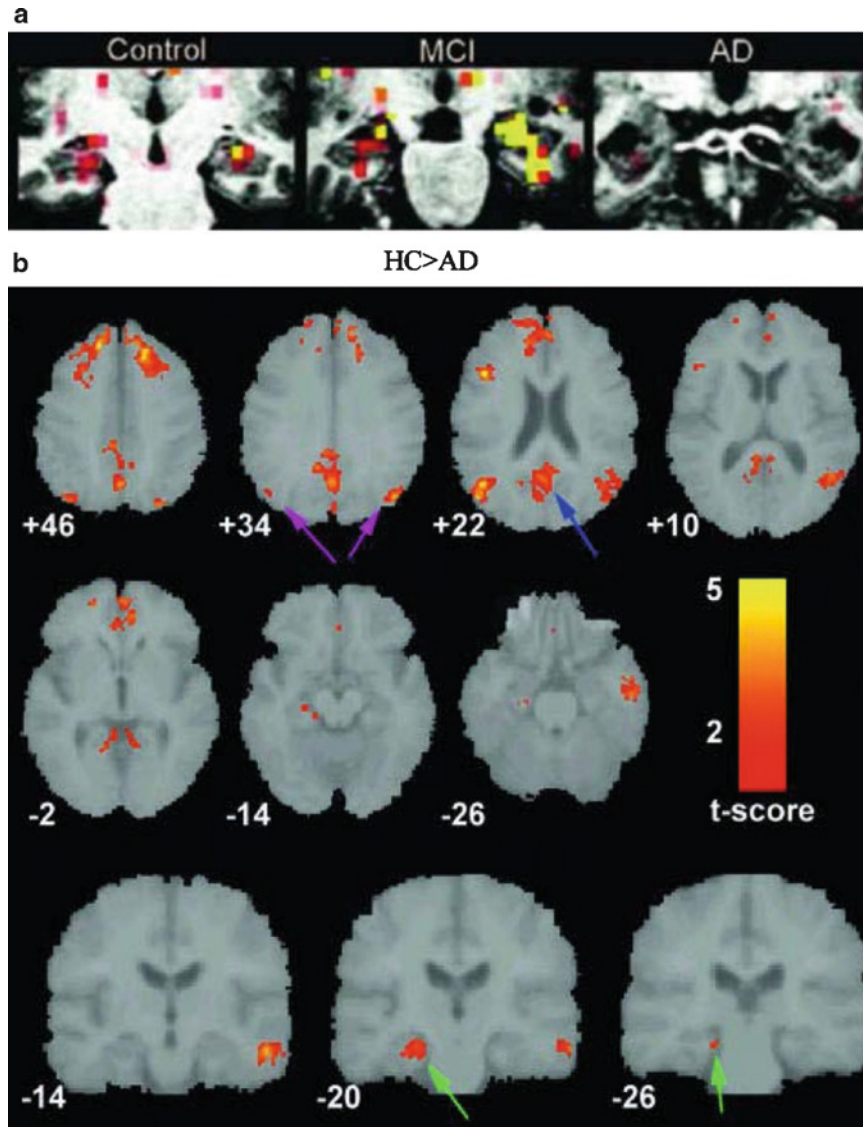 a
Control MCI AD
b HC>AD
+46 +34 +22 +10
5
2
-2 -14 -26 t-score
-14 -20 -26